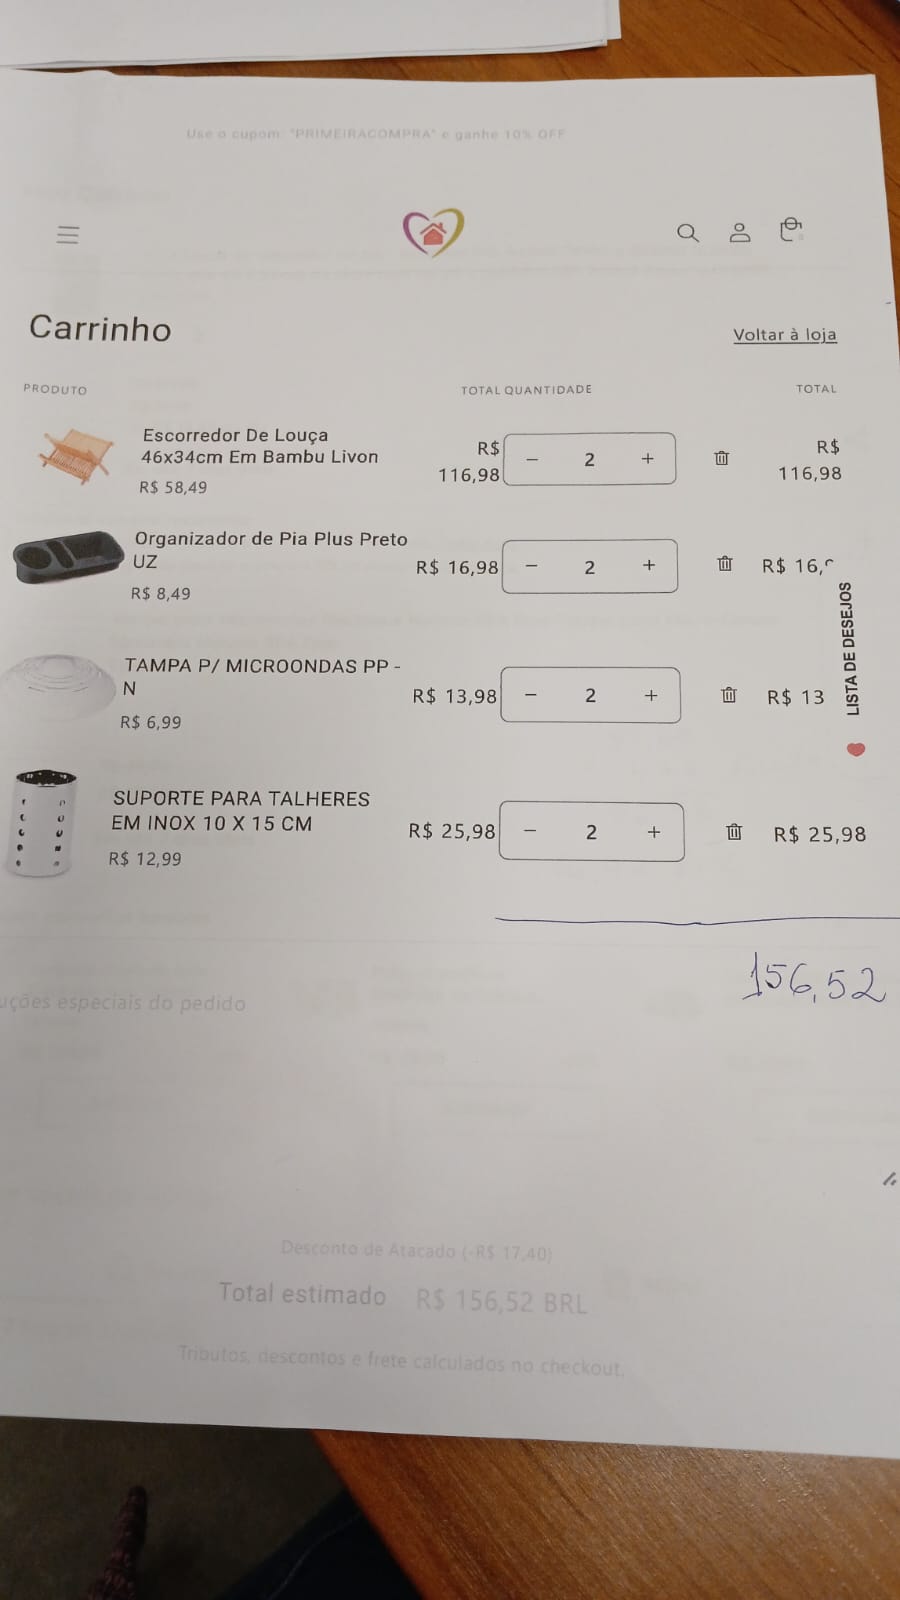 Use o cupom: "PRIMEIRACOMPRA" e ganhe 10% OFF
Carrinho
Voltar à loja
PRODUTO TOTAL QUANTIDADE TOTAL
Escorredor De Louça
46x34cm Em Bambu Livon
R$ 58,49
R$
116,98
− 2 +
R$
116,98
Organizador de Pia Plus Preto
UZ
R$ 8,49
R$ 16,98 − 2 + R$ 16,
LISTA DE DESEJOS
TAMPA P/ MICROONDAS PP -
N
R$ 6,99
R$ 13,98 − 2 + R$ 13
SUPORTE PARA TALHERES
EM INOX 10 X 15 CM
R$ 12,99
R$ 25,98 − 2 + R$ 25,98
156,52
uções especiais do pedido
Desconto de Atacado (-R$ 17,40)
Total estimado R$ 156,52 BRL
Tributos, descontos e frete calculados no checkout.